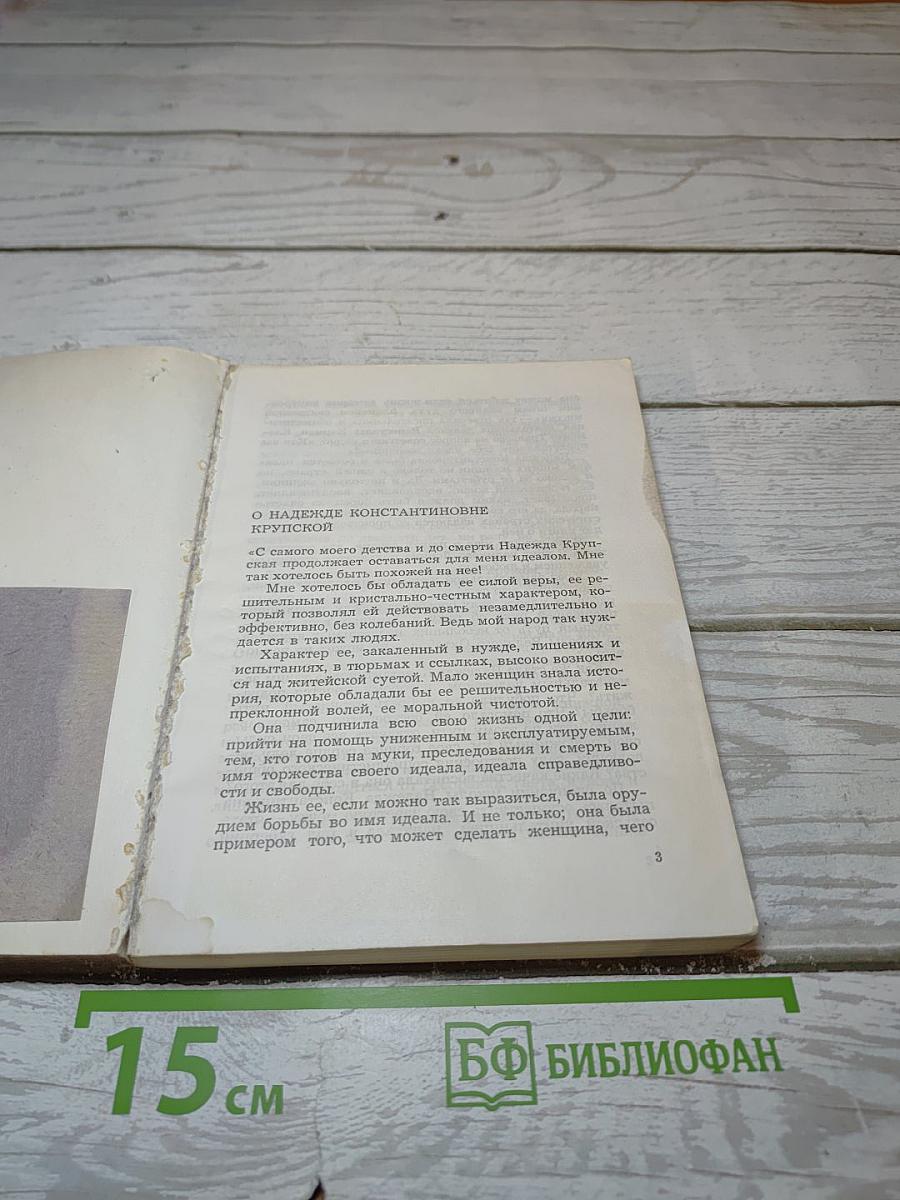 О НАДЕЖДЕ КОНСТАНТИНОВНЕ
КРУПСКОЙ
«С самого моего детства и до смерти Надежда Круп-
ская продолжает оставаться для меня идеалом. Мне
так хотелось быть похожей на нее!
Мне хотелось бы обладать ее силой веры, ее ре-
шительным и кристально-честным характером, ко-
торый позволял ей действовать незамедлительно и
эффективно, без колебаний. Ведь мой народ так нуж-
дается в таких людях.
Характер ее, закаленный в нужде, лишениях и
испытаниях, в тюрьмах и ссылках, высоко возносит-
ся над житейской суетой. Мало женщин знала исто-
рия, которые обладали бы ее решительностью и не-
преклонной волей, ее моральной чистотой.
Она подчинила всю свою жизнь одной цели:
прийти на помощь униженным и эксплуатируемым,
тем, кто готов на муки, преследования и смерть во
имя торжества своего идеала, идеала справедливо-
сти и свободы.
Жизнь ее, если можно так выразиться, была ору-
дием борьбы во имя идеала. И не только; она была
примером того, что может сделать женщина, чего
3
15 см
БФ БИБЛИОФАН